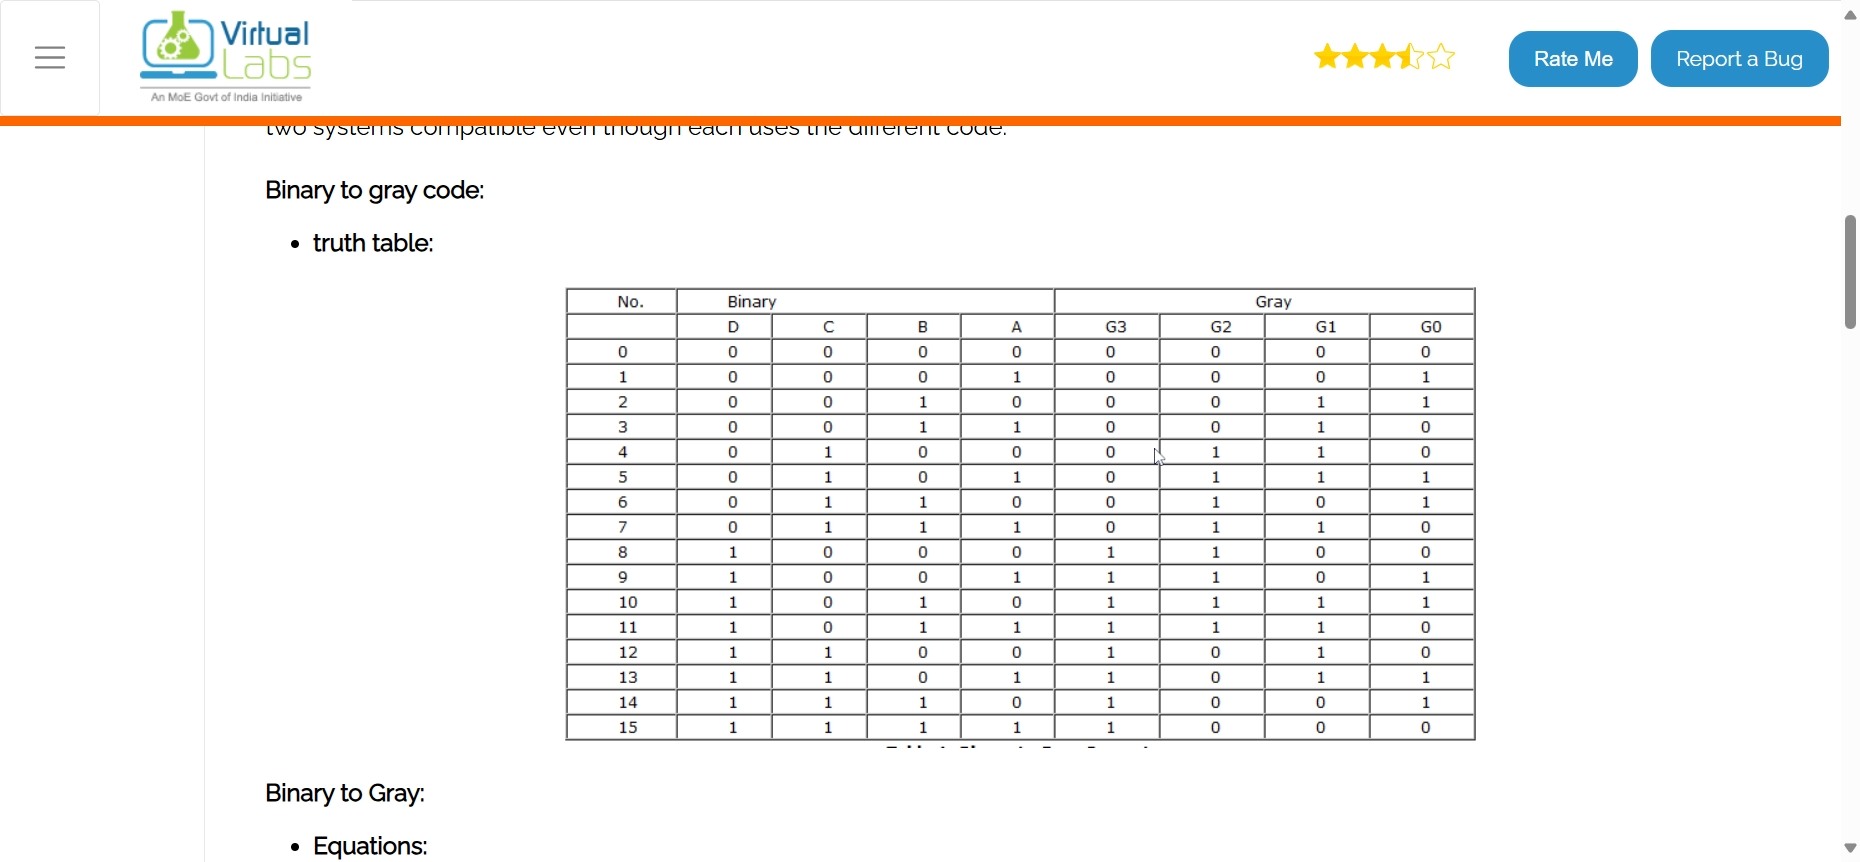 Virtual
Labs
An MoE Govt of India Initiative
Rate Me
Report a Bug
two systems compatible even though each uses the different code.
Binary to gray code:
• truth table:
No. Binary Gray
D C B A G3 G2 G1 G0
0 0 0 0 0 0 0 0 0
1 0 0 0 1 0 0 0 1
2 0 0 1 0 0 0 1 1
3 0 0 1 1 0 0 1 0
4 0 1 0 0 0 1 1 0
5 0 1 0 1 0 1 1 1
6 0 1 1 0 0 1 0 1
7 0 1 1 1 0 1 1 0
8 1 0 0 0 1 1 0 0
9 1 0 0 1 1 1 0 1
10 1 0 1 0 1 1 1 1
11 1 0 1 1 1 1 1 0
12 1 1 0 0 1 0 1 0
13 1 1 0 1 1 0 1 1
14 1 1 1 0 1 0 0 1
15 1 1 1 1 1 0 0 0
Binary to Gray:
• Equations: